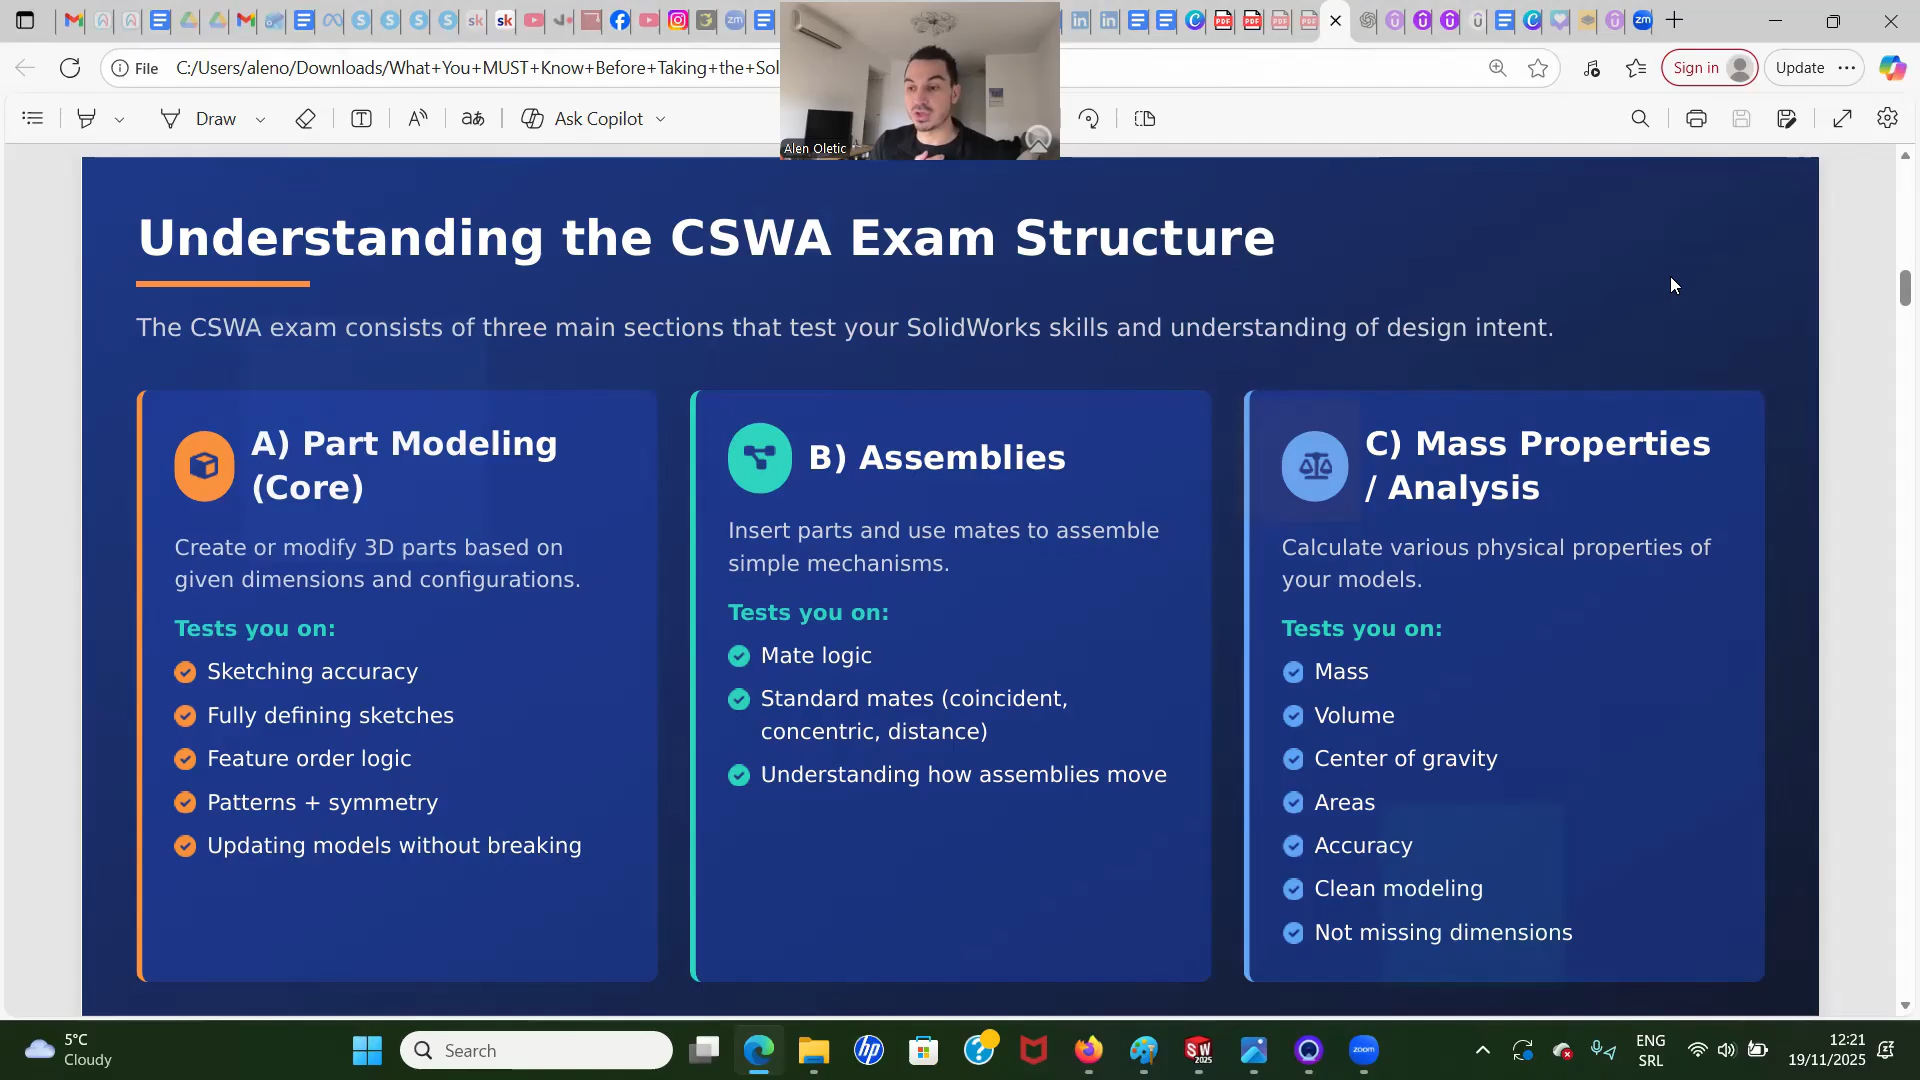 File
C:/Users/aleno/Downloads/What+You+MUST+Know+Before+Taking+the+Sol
Sign in
Update
Draw
Ask Copilot
Alen Oletic
Understanding the CSWA Exam Structure
The CSWA exam consists of three main sections that test your SolidWorks skills and understanding of design intent.
A) Part Modeling
(Core)
Create or modify 3D parts based on
given dimensions and configurations.
Tests you on:
Sketching accuracy
Fully defining sketches
Feature order logic
Patterns + symmetry
Updating models without breaking
B) Assemblies
Insert parts and use mates to assemble
simple mechanisms.
Tests you on:
Mate logic
Standard mates (coincident,
concentric, distance)
Understanding how assemblies move
C) Mass Properties
/ Analysis
Calculate various physical properties of
your models.
Tests you on:
Mass
Volume
Center of gravity
Areas
Accuracy
Clean modeling
Not missing dimensions
5°C
Cloudy
Search
ENG
SRL
12:21
19/11/2025